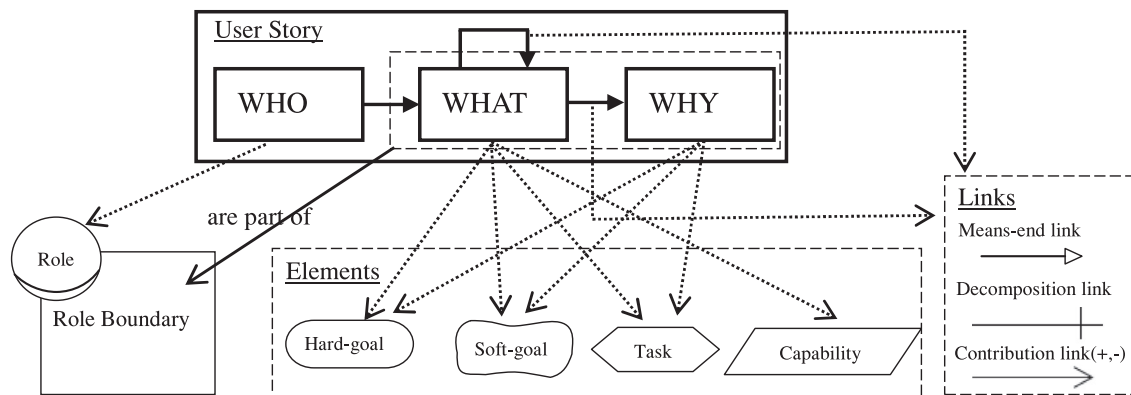 User Story
WHO
WHAT
WHY
are part of
Role
Role Boundary
Elements
Hard-goal
Soft-goal
Task
Capability
Links
Means-end link
Decomposition link
Contribution link(+,-)